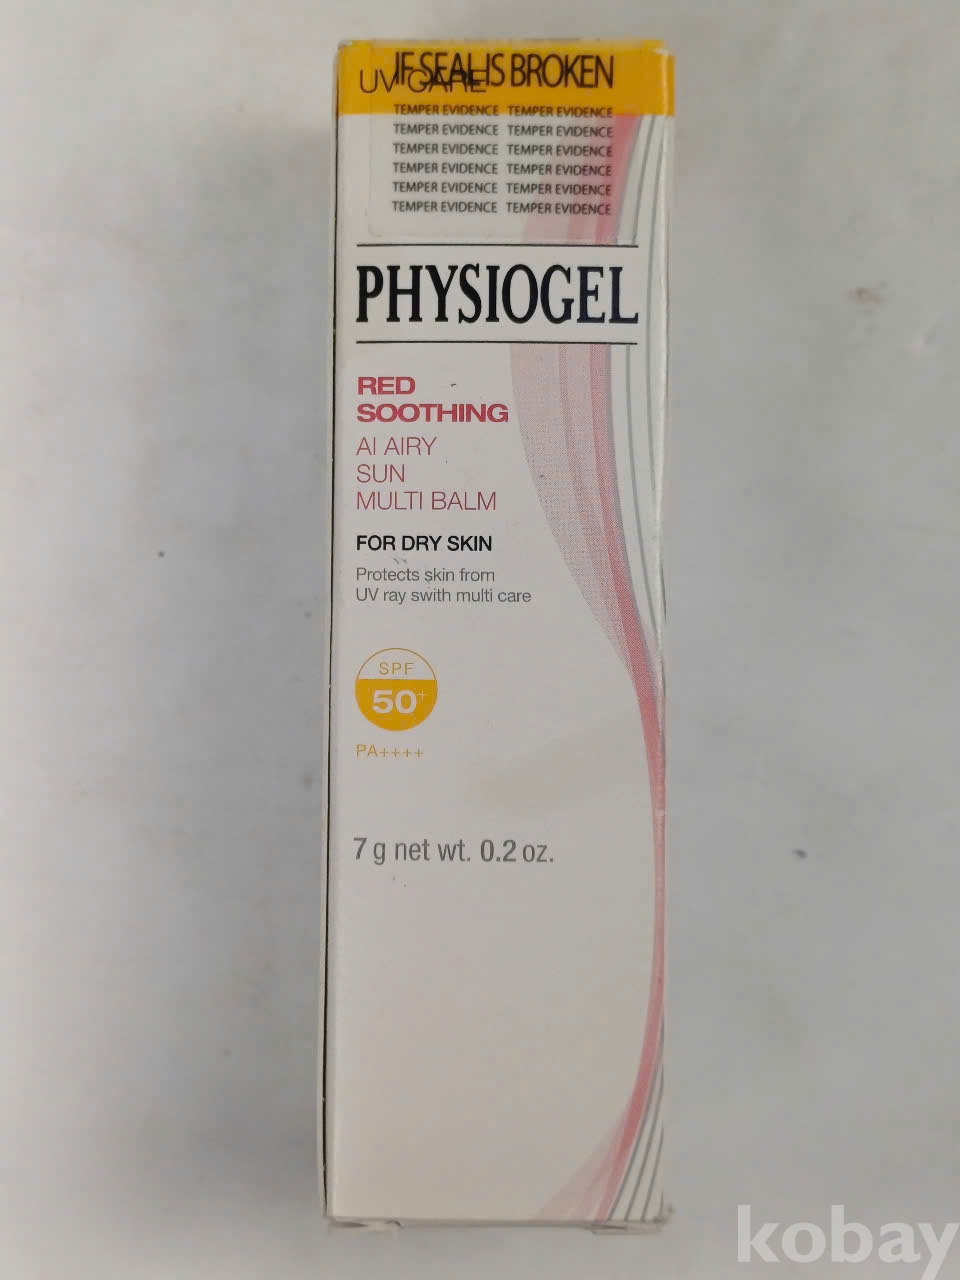 IF SEAL IS BROKEN
UV CARE
TEMPER EVIDENCE TEMPER EVIDENCE
TEMPER EVIDENCE TEMPER EVIDENCE
TEMPER EVIDENCE TEMPER EVIDENCE
TEMPER EVIDENCE TEMPER EVIDENCE
TEMPER EVIDENCE TEMPER EVIDENCE
TEMPER EVIDENCE TEMPER EVIDENCE
PHYSIOGEL
RED
SOOTHING
AI AIRY
SUN
MULTI BALM
FOR DRY SKIN
Protects skin from
UV ray swith multi care
SPF
50+
PA++++
7 g net wt. 0.2 oz.
kobay